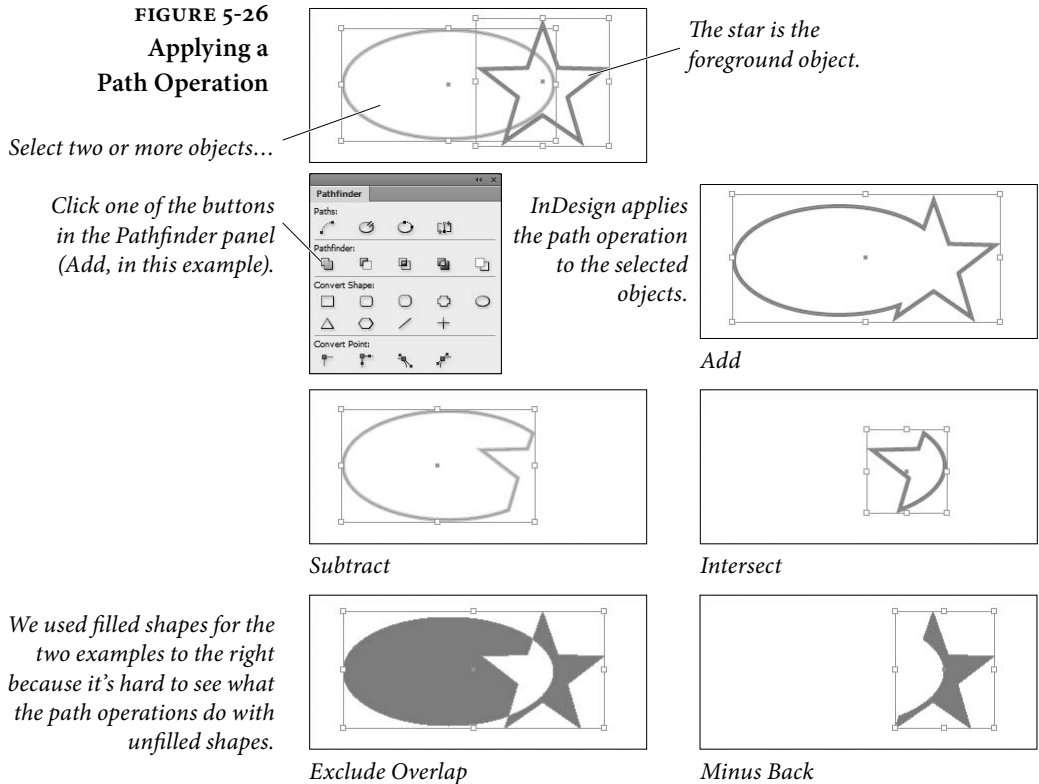 FIGURE 5-26
Applying a
Path Operation
The star is the
foreground object.
Select two or more objects…
Click one of the buttons
in the Pathfinder panel
(Add, in this example).
Pathfinder
Paths:
Pathfinder:
Convert Shape:
Convert Point:
InDesign applies
the path operation
to the selected
objects.
Add
Subtract
Intersect
We used filled shapes for the
two examples to the right
because it's hard to see what
the path operations do with
unfilled shapes.
Exclude Overlap
Minus Back